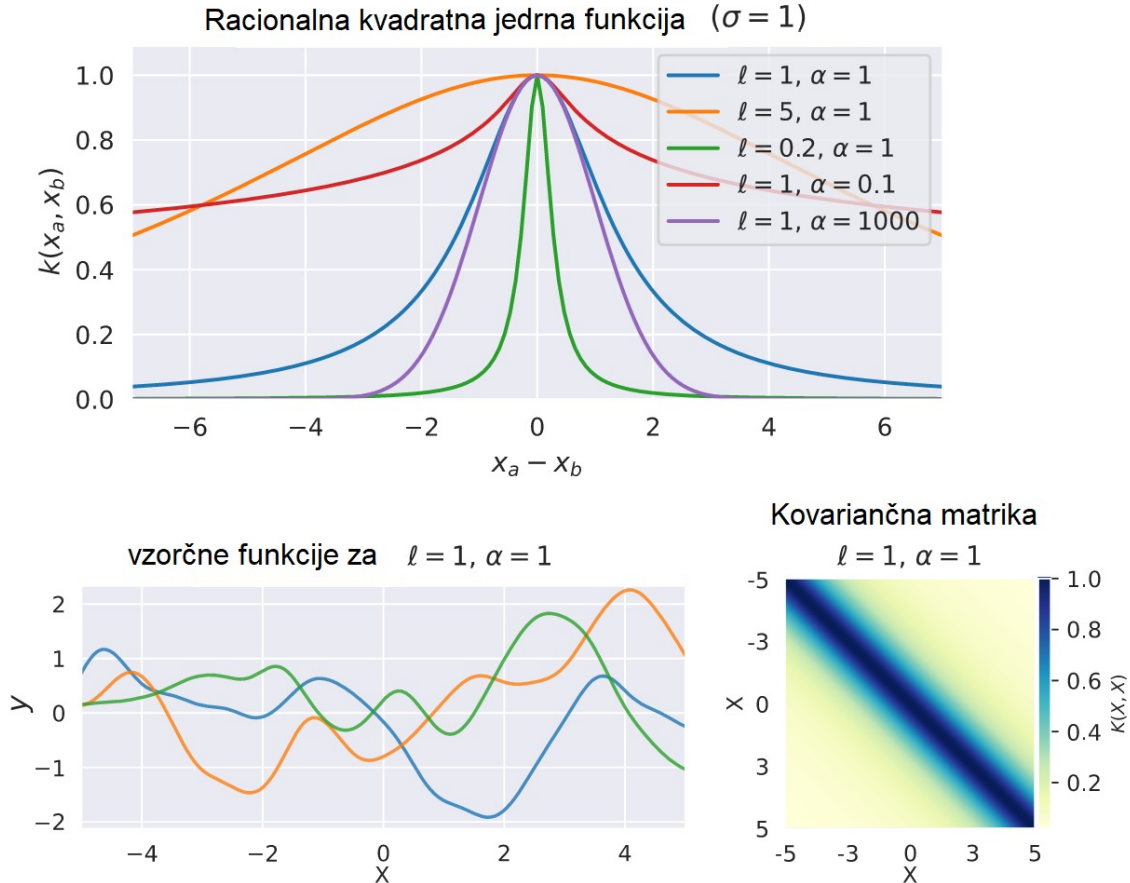 Racionalna kvadratna jedrna funkcija (σ = 1)
1.0
0.8
0.6
0.4
0.2
0.0
k(xₐ, x_b)
ℓ = 1, α = 1
ℓ = 5, α = 1
ℓ = 0.2, α = 1
ℓ = 1, α = 0.1
ℓ = 1, α = 1000
−6 −4 −2 0 2 4 6
xₐ − x_b
vzorčne funkcije za ℓ = 1, α = 1
2
1
0
−1
−2
y
−4 −2 0 2 4
X
Kovariančna matrika
ℓ = 1, α = 1
-5
-3
0
3
5
X
-5 -3 0 3 5
X
1.0
0.8
0.6
0.4
0.2
K(X, X)